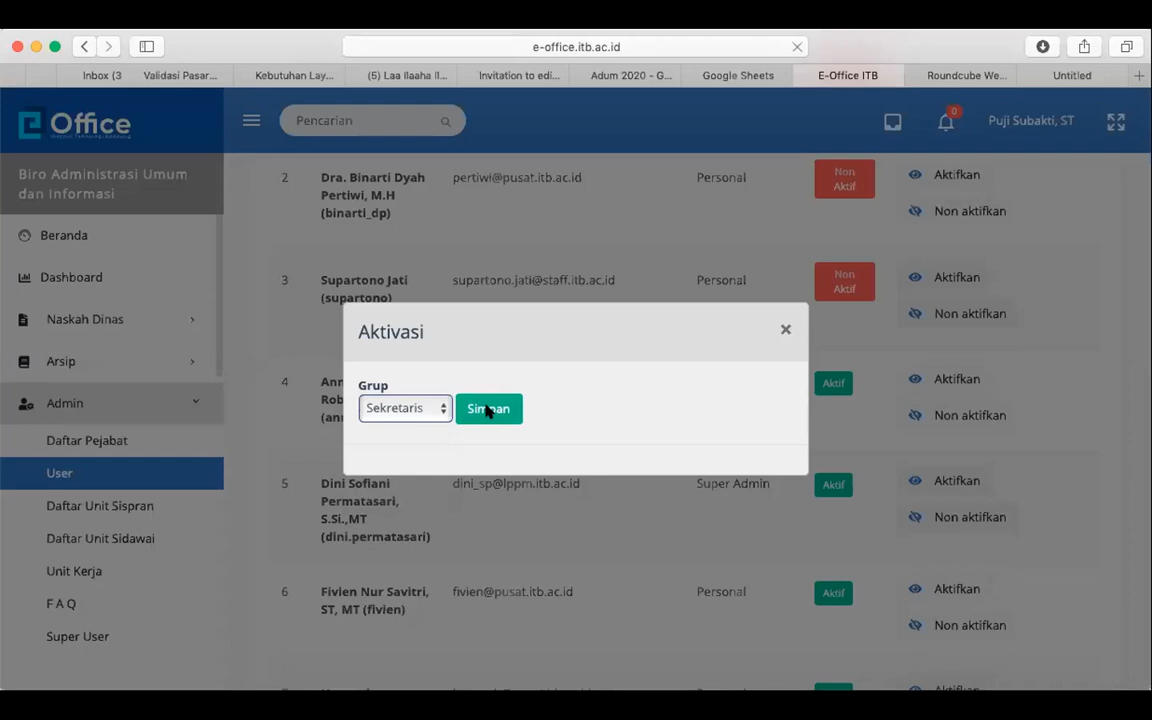 e-office.itb.ac.id
Inbox (3
Validasi Pasar...
Kebutuhan Lay...
(5) Laa Ilaaha Il...
Invitation to edi...
Adum 2020 - G...
Google Sheets
E-Office ITB
Roundcube We...
Untitled
Office
Pencarian
0
Puji Subakti, ST
Biro Administrasi Umum
dan Informasi
Beranda
Dashboard
Naskah Dinas
Arsip
Admin
Daftar Pejabat
User
Daftar Unit Sispran
Daftar Unit Sidawai
Unit Kerja
F A Q
Super User
2
Dra. Binarti Dyah
Pertiwi, M.H
(binarti_dp)
pertiwi@pusat.itb.ac.id
Personal
Non
Aktif
Aktifkan
Non aktifkan
3
Supartono Jati
(supartono)
supartono.jati@staff.itb.ac.id
Personal
Non
Aktif
Aktifkan
Non aktifkan
Aktivasi
×
Grup
Sekretaris
Simpan
4
Aktif
Aktifkan
Non aktifkan
5
Dini Sofiani
Permatasari,
S.Si.,MT
(dini.permatasari)
dini_sp@lppm.itb.ac.id
Super Admin
Aktif
Aktifkan
Non aktifkan
6
Fivien Nur Savitri,
ST, MT (fivien)
fivien@pusat.itb.ac.id
Personal
Aktif
Aktifkan
Non aktifkan